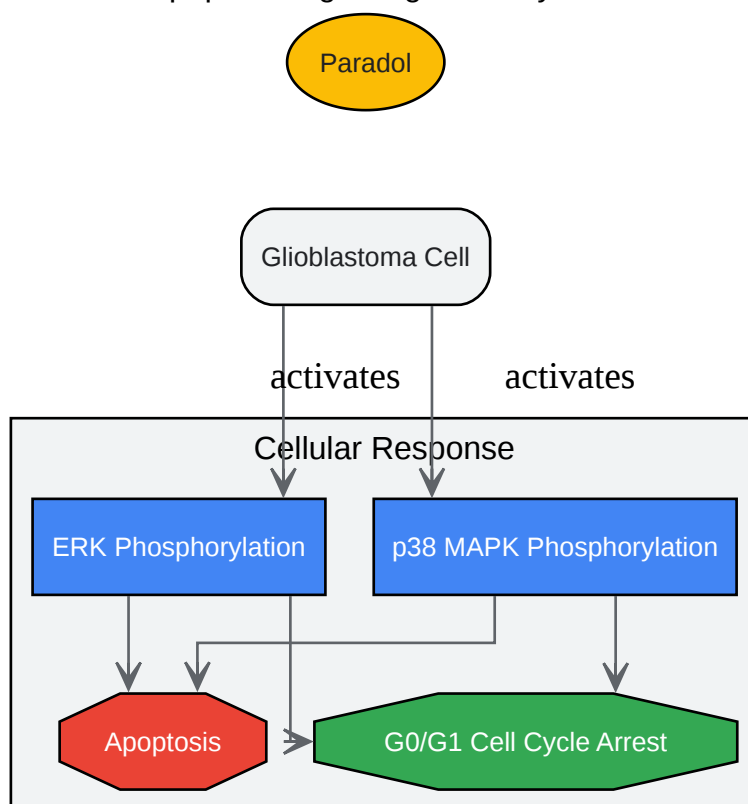 Paradol
Glioblastoma Cell
activates activates
Cellular Response
ERK Phosphorylation p38 MAPK Phosphorylation
Apoptosis G0/G1 Cell Cycle Arrest